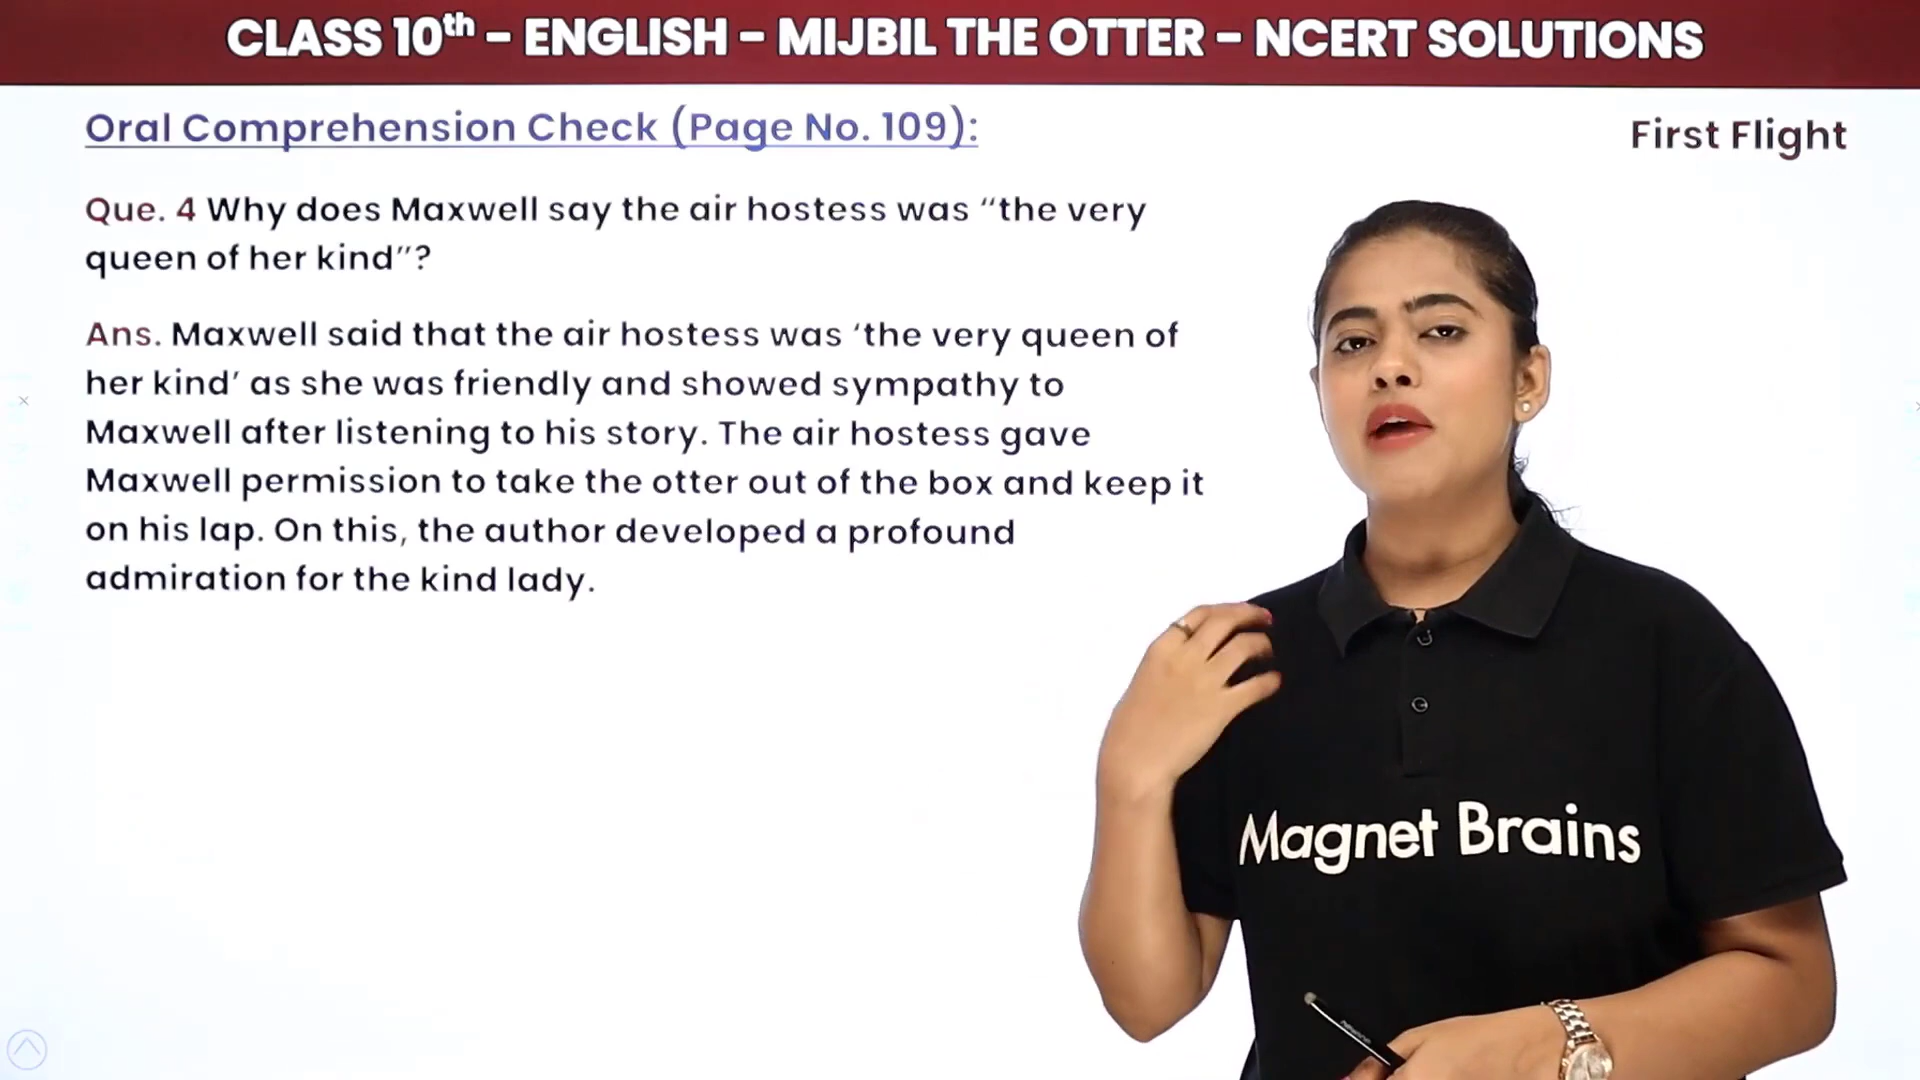 CLASS 10th – ENGLISH – MIJBIL THE OTTER – NCERT SOLUTIONS
Oral Comprehension Check (Page No. 109):
First Flight
Que. 4 Why does Maxwell say the air hostess was “the very
queen of her kind”?
Ans. Maxwell said that the air hostess was ‘the very queen of
her kind’ as she was friendly and showed sympathy to
Maxwell after listening to his story. The air hostess gave
Maxwell permission to take the otter out of the box and keep it
on his lap. On this, the author developed a profound
admiration for the kind lady.
Magnet Brains